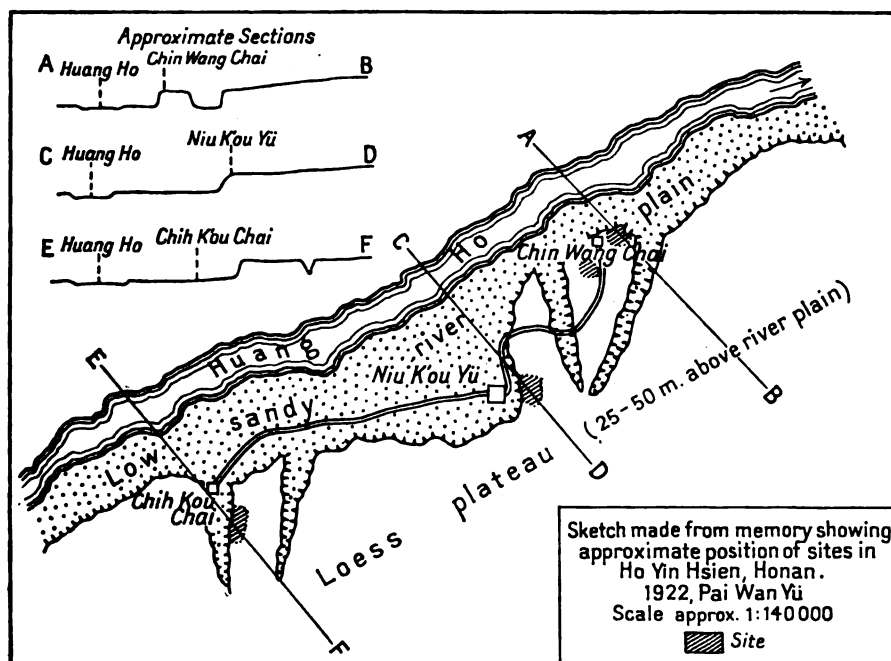 Approximate Sections
A Huang Ho Chin Wang Chai B
C Huang Ho Niu K'ou Yü D
E Huang Ho Chih K'ou Chai F
A
Chin Wang Chai
B
C
Niu K'ou Yü
D
E
Chih K'ou
Chai
F
Huang Ho
Low sandy river plain
Loess plateau (25-50 m. above river plain)
Sketch made from memory showing
approximate position of sites in
Ho Yin Hsien, Honan.
1922, Pai Wan Yü
Scale approx. 1:140 000
Site